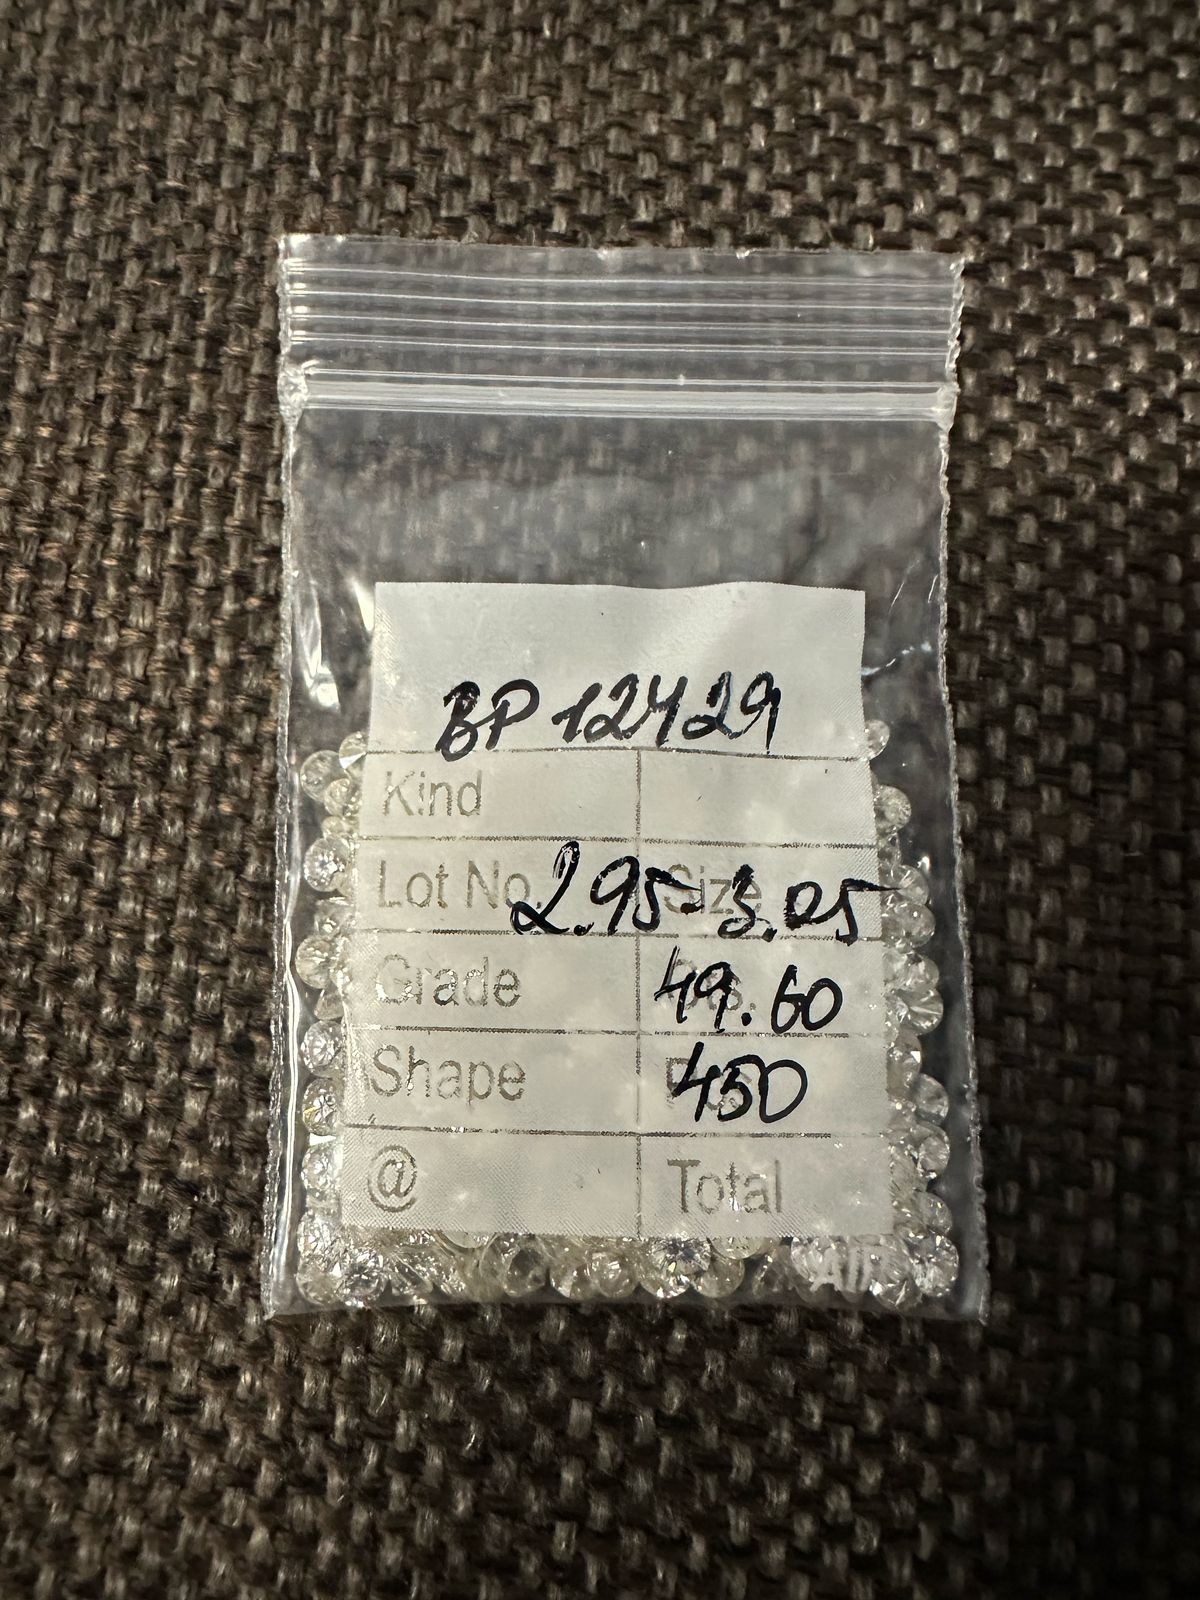 BP 12429
Kind
Lot No. Size
2.95-3.05
Grade 49.60
Shape 450
@ Total